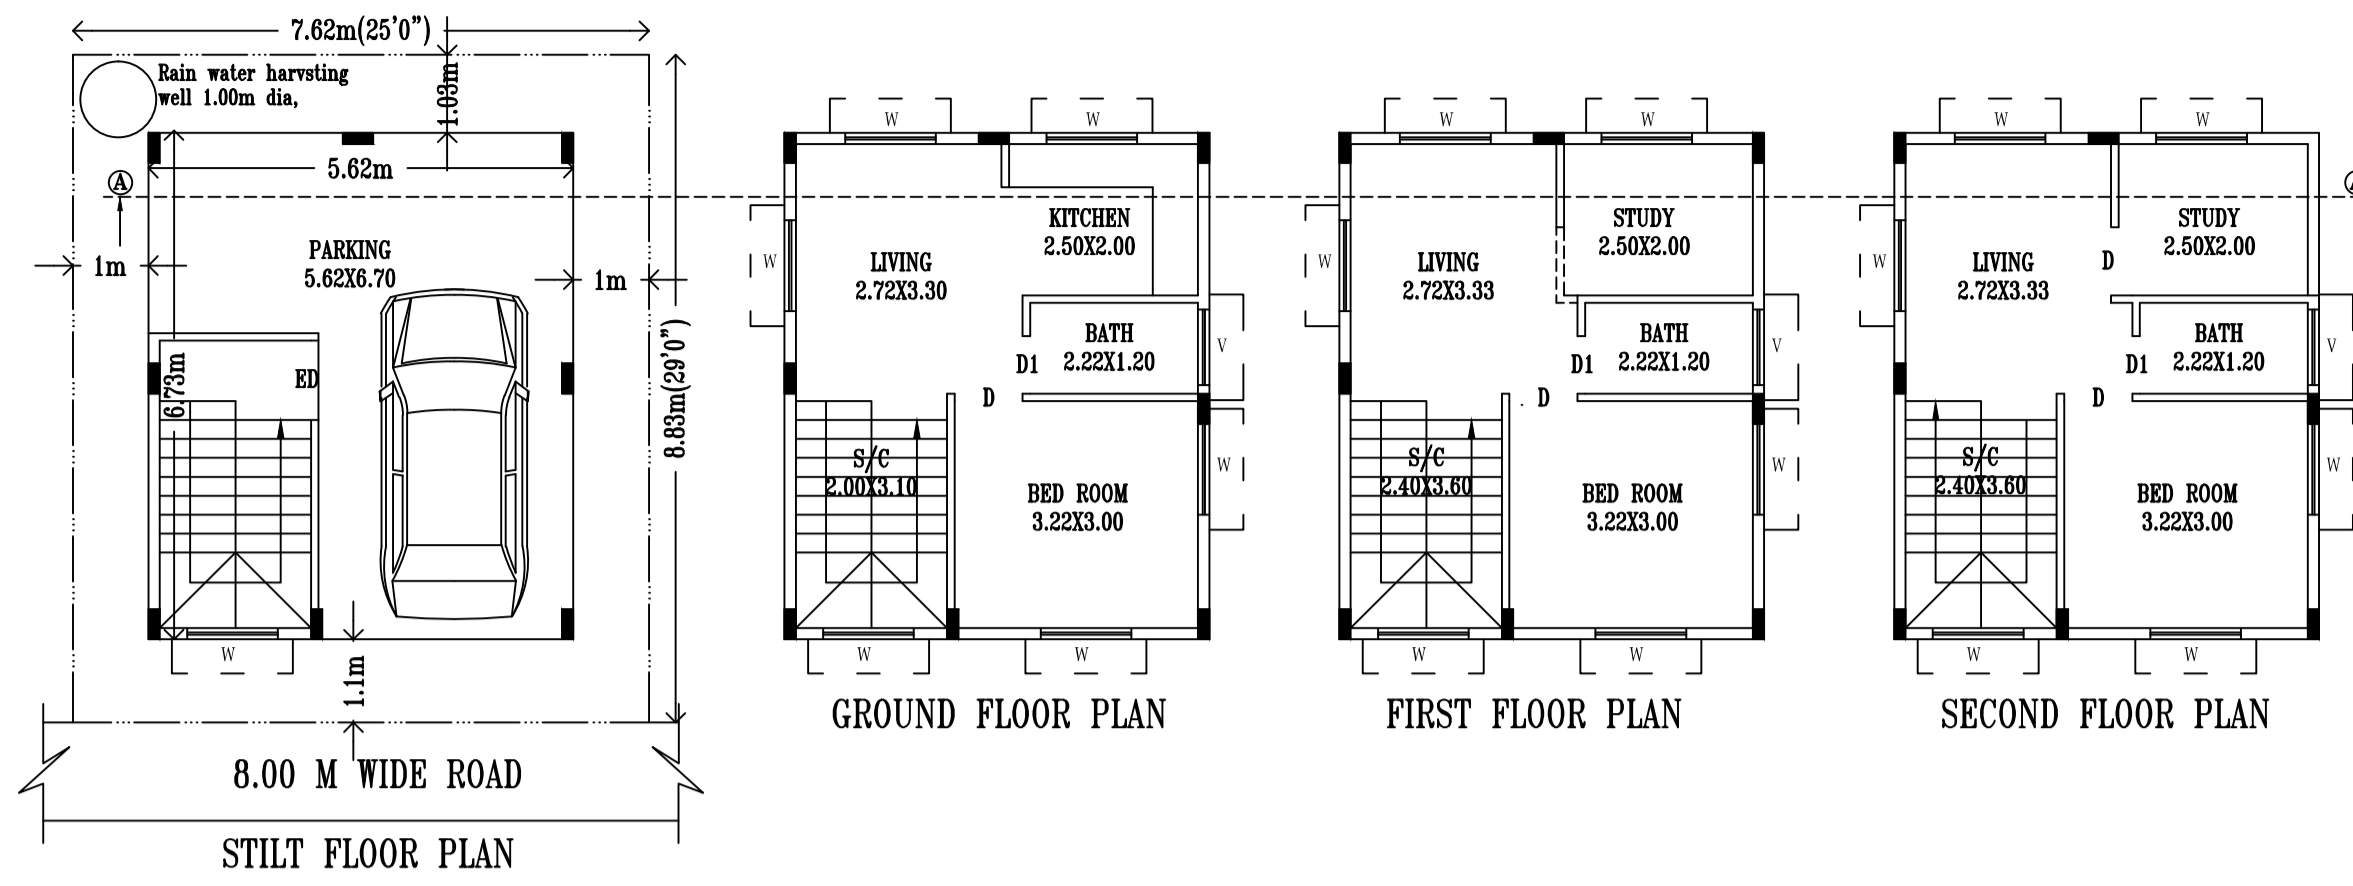 7.62m(25'0")
Rain water harvsting
well 1.00m dia,
1.03m
5.62m
A
PARKING
5.62X6.70
1m
1m
6.73m
ED
8.83m(29'0")
W
1.1m
8.00 M WIDE ROAD
STILT FLOOR PLAN
W
W
KITCHEN
2.50X2.00
W
LIVING
2.72X3.30
BATH
2.22X1.20
V
D1
D
S/C
2.00X3.10
W
BED ROOM
3.22X3.00
W
W
GROUND FLOOR PLAN
W
W
STUDY
2.50X2.00
W
LIVING
2.72X3.33
BATH
2.22X1.20
V
D1
D
S/C
2.40X3.60
W
BED ROOM
3.22X3.00
W
W
FIRST FLOOR PLAN
W
W
STUDY
2.50X2.00
W
LIVING
2.72X3.33
D
BATH
2.22X1.20
V
D1
D
S/C
2.40X3.60
W
BED ROOM
3.22X3.00
W
W
SECOND FLOOR PLAN